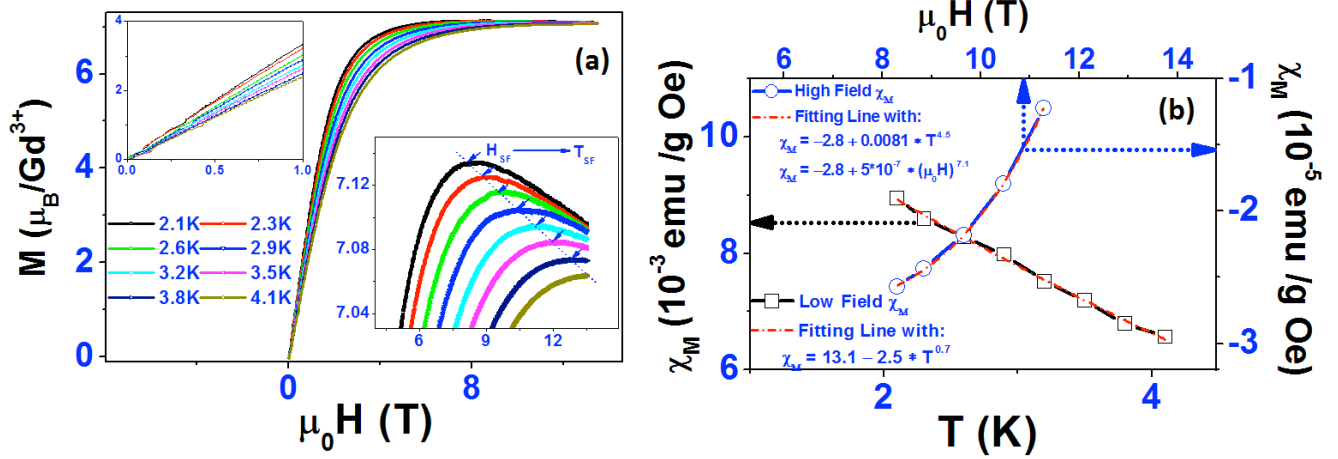 (a)
M (μB/Gd3+)
6
4
2
0
0
8
μ0H (T)
4
2
0
0.0
0.5
1.0
2.1K
2.3K
2.6K
2.9K
3.2K
3.5K
3.8K
4.1K
HSF
TSF
7.12
7.08
7.04
6
9
12
μ0H (T)
6
8
10
12
14
(b)
High Field χM
Fitting Line with:
χM = −2.8 + 0.0081 * T4.5
χM = −2.8 + 5*10-7 * (μ0H)7.1
Low Field χM
Fitting Line with:
χM = 13.1 − 2.5 * T0.7
χM (10-3 emu /g Oe)
10
8
6
2
4
T (K)
-1
-2
-3
χM (10-5 emu /g Oe)